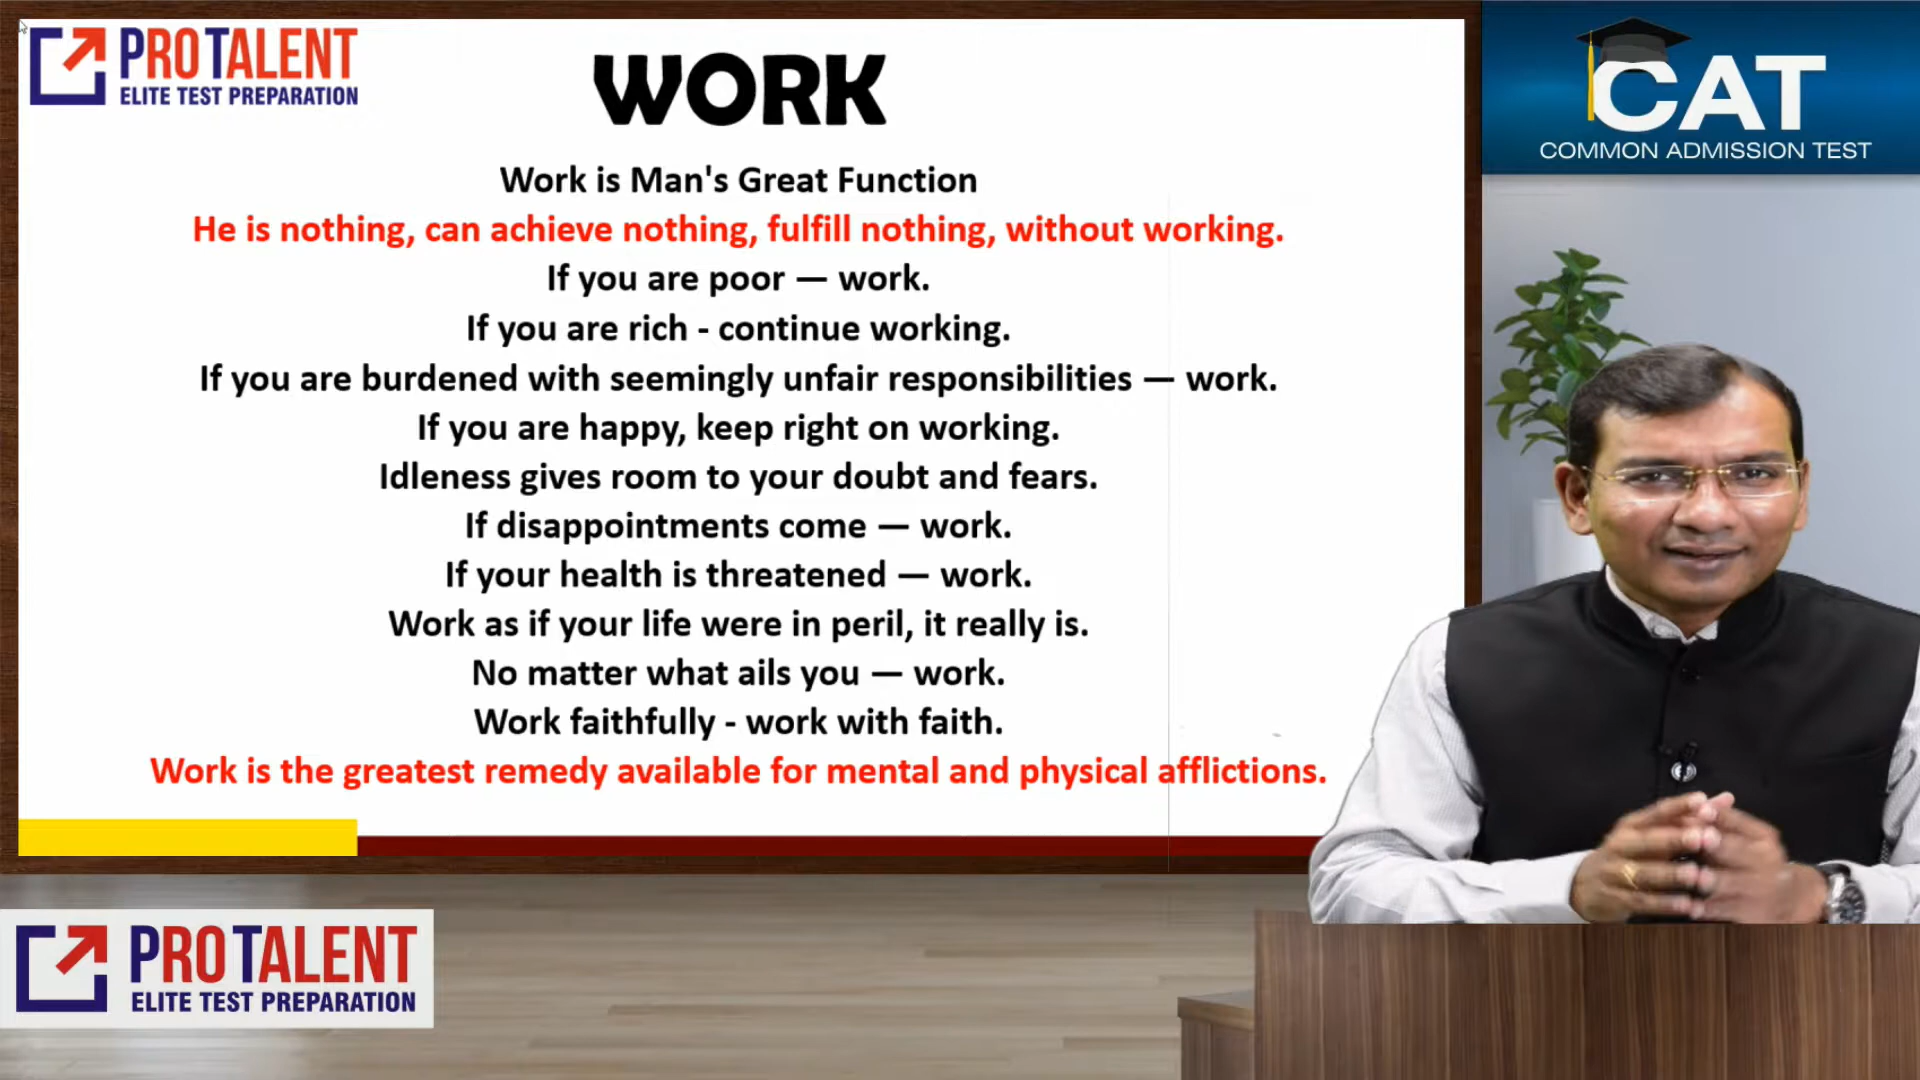 PROTALENT
ELITE TEST PREPARATION
WORK
Work is Man's Great Function
He is nothing, can achieve nothing, fulfill nothing, without working.
If you are poor — work.
If you are rich - continue working.
If you are burdened with seemingly unfair responsibilities — work.
If you are happy, keep right on working.
Idleness gives room to your doubt and fears.
If disappointments come — work.
If your health is threatened — work.
Work as if your life were in peril, it really is.
No matter what ails you — work.
Work faithfully - work with faith.
Work is the greatest remedy available for mental and physical afflictions.
CAT
COMMON ADMISSION TEST
PROTALENT
ELITE TEST PREPARATION